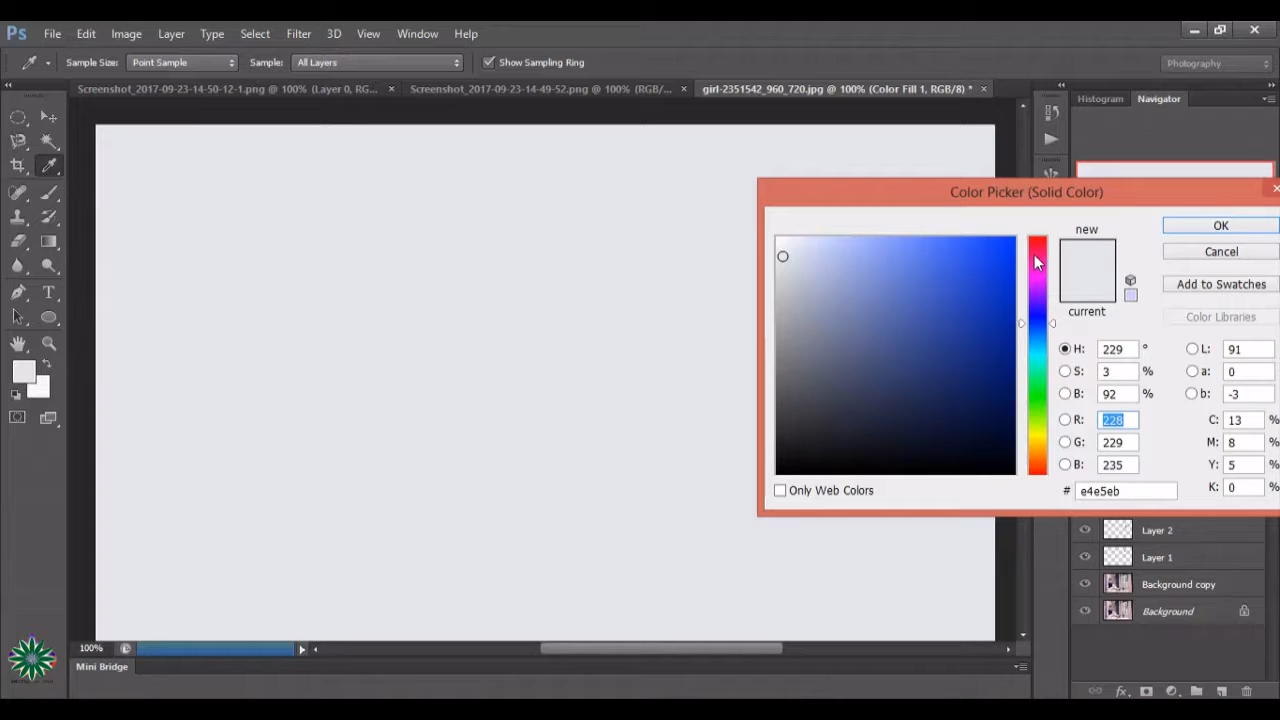 Ps File Edit Image Layer Type Select Filter 3D View Window Help
Sample Size: Point Sample Sample: All Layers Show Sampling Ring Photography
Screenshot_2017-09-23-14-50-12-1.png @ 100% (Layer 0, RG... × Screenshot_2017-09-23-14-49-52.png @ 100% (RGB/... × girl-2351542_960_720.jpg @ 100% (Color Fill 1, RGB/8) * ×
Histogram Navigator
Color Picker (Solid Color)
new
OK
Cancel
Add to Swatches
current
Color Libraries
H: 229 ° L: 91
S: 3 % a: 0
B: 92 % b: -3
R: 228 C: 13 %
G: 229 M: 8 %
B: 235 Y: 5 %
Only Web Colors # e4e5eb K: 0 %
Layer 2
Layer 1
Background copy
Background
100%
Mini Bridge